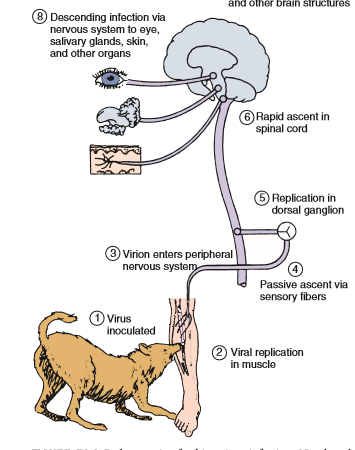 and other brain structures
8 Descending infection via
nervous system to eye,
salivary glands, skin,
and other organs
6 Rapid ascent in
spinal cord
5 Replication in
dorsal ganglion
3 Virion enters peripheral
nervous system
4
Passive ascent via
sensory fibers
1 Virus
inoculated
2 Viral replication
in muscle